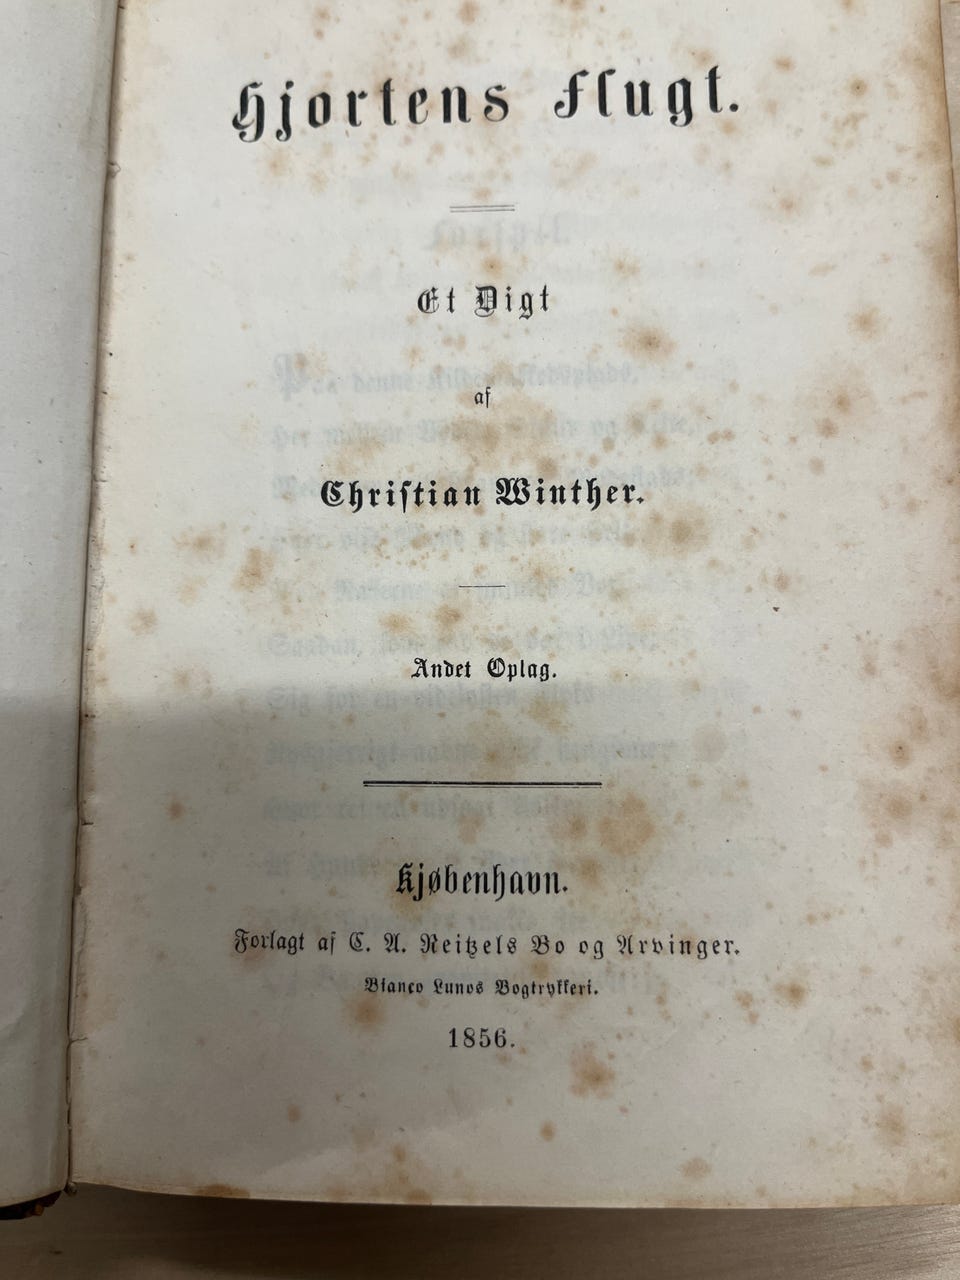 Hjortens Flugt.
Et Digt
af
Christian Winther.
Andet Oplag.
Kjøbenhavn.
Forlagt af C. A. Reitzels Bo og Arvinger.
Bianco Lunos Bogtrykkeri.
1856.